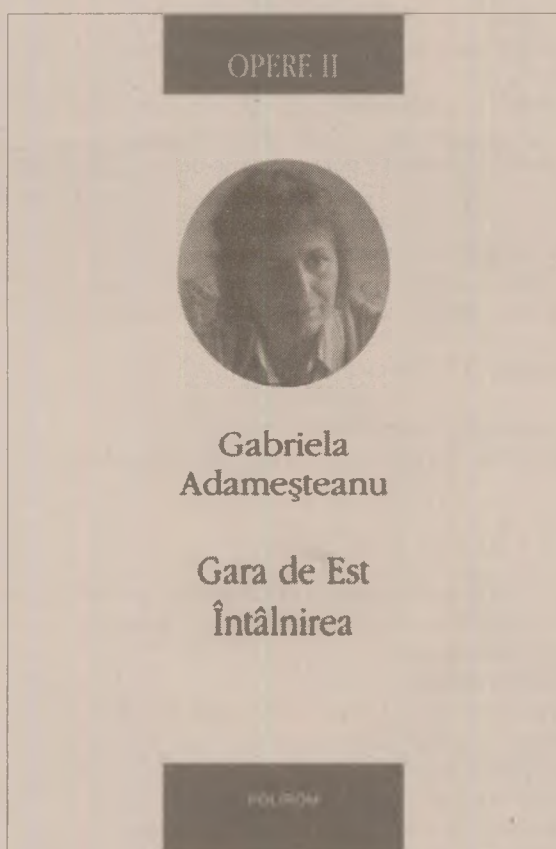 OPERE II
Gabriela
Adameşteanu
Gara de Est
Întâlnirea
POLIROM